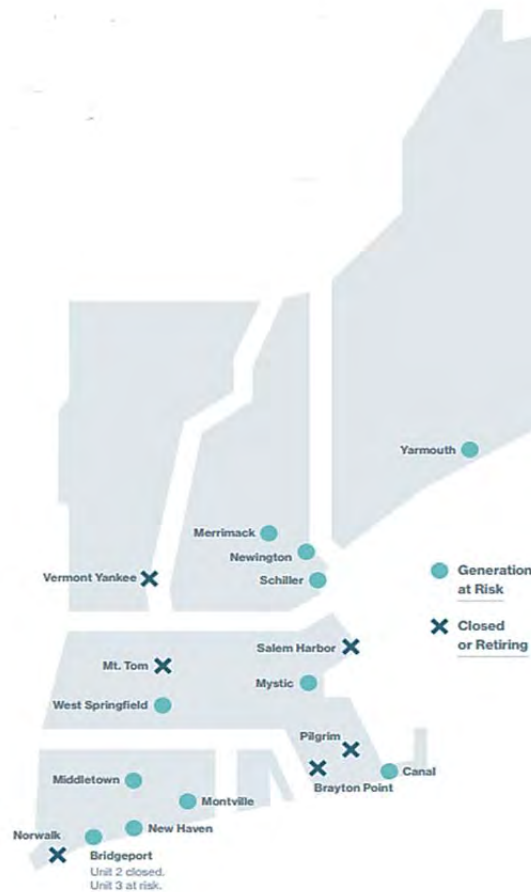 Yarmouth
Merrimack
Newington
Vermont Yankee
Schiller
Generation
at Risk
Closed
or Retiring
Salem Harbor
Mt. Tom
Mystic
West Springfield
Pilgrim
Canal
Brayton Point
Middletown
Montville
New Haven
Norwalk
Bridgeport
Unit 2 closed.
Unit 3 at risk.